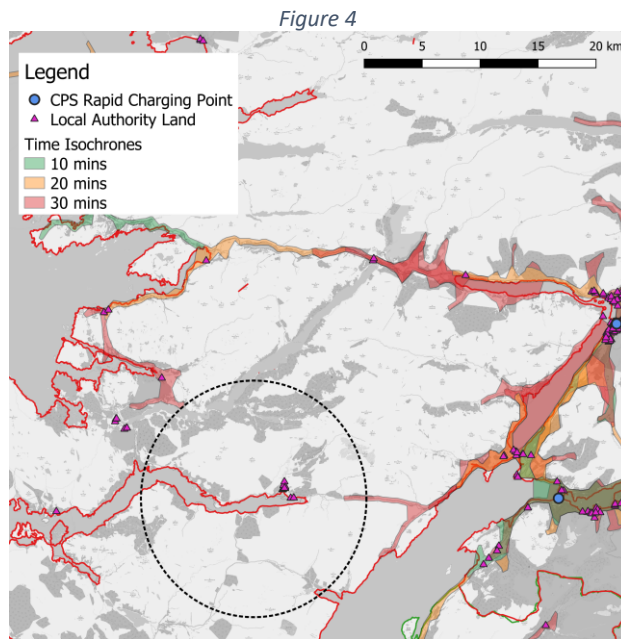 Figure 4
0 5 10 15 20 km
Legend
CPS Rapid Charging Point
Local Authority Land
Time Isochrones
10 mins
20 mins
30 mins